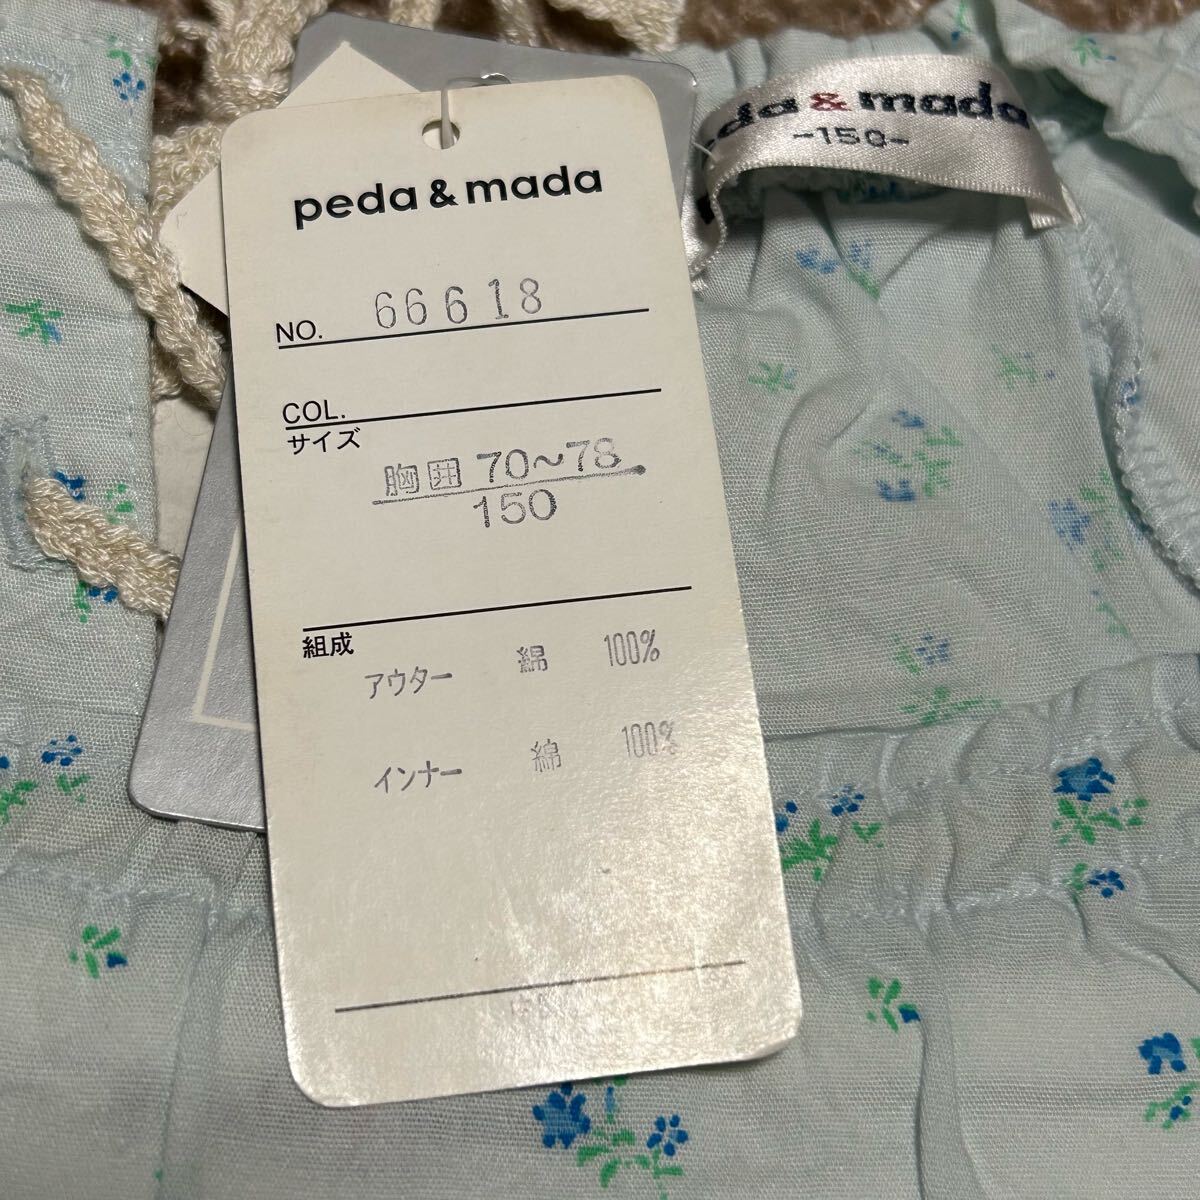 peda & mada
NO. 66618
COL.
サイズ
胸囲 70~78
150
組成
アウター 綿 100%
インナー 綿 100%
da & mada
-150-